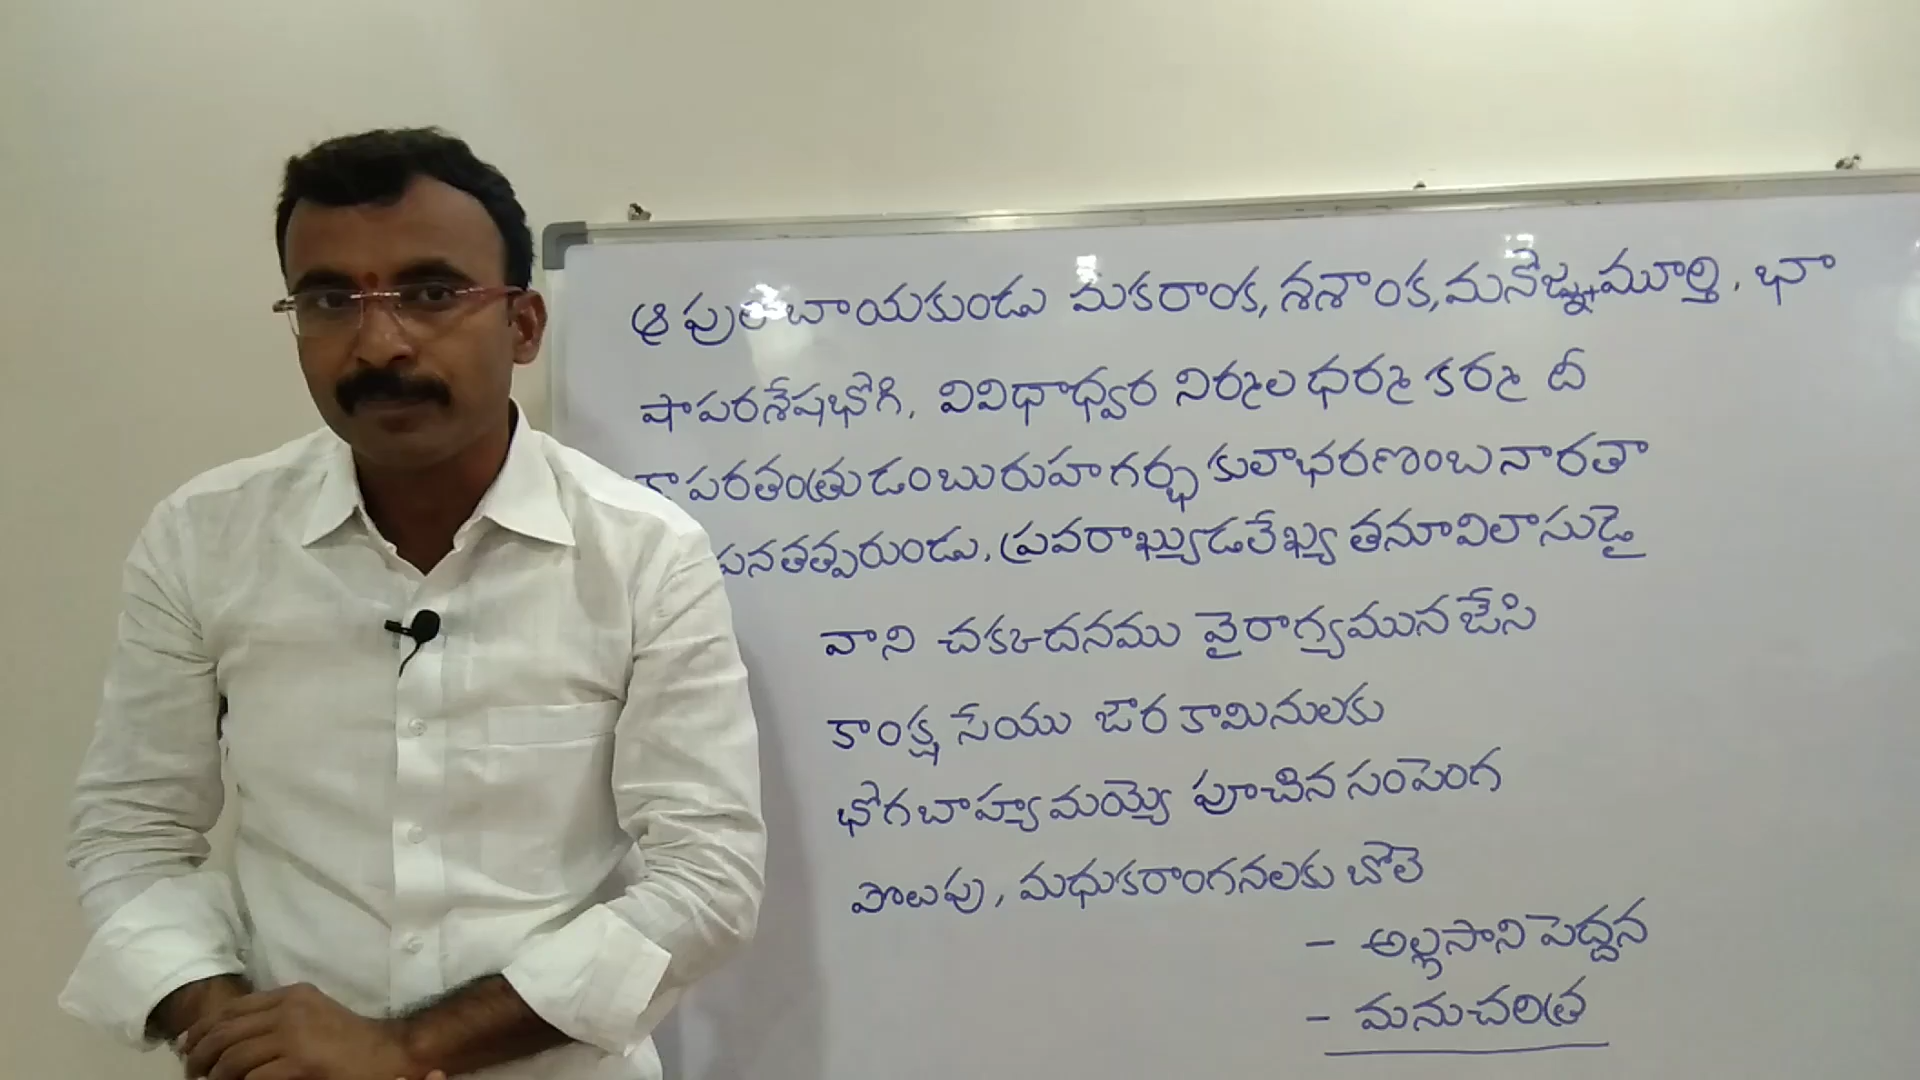 ఆ పురి బాయకుండు మకరాంక, శశాంక, మనోజ్ఞమూర్తి, భా
షాపరశేషభోగి, వివిధాధ్వర నిర్మల ధర్మ కర్మ దీ
క్షాపరతంత్రుడంబురుహగర్భ కులాభరణంబనారతా
పనతత్పరుండు, ప్రవరాఖ్యుడలేఖ్య తనూవిలాసుడై
వాని చక్కదనము వైరాగ్యమున జేసి
కాంక్ష సేయు జార కామినులకు
భోగబాహ్యమయ్యె పూచిన సంపెంగ
పొలుపు, మధుకరాంగనలకు బోలె
- అల్లసాని పెద్దన
- మనుచరిత్ర